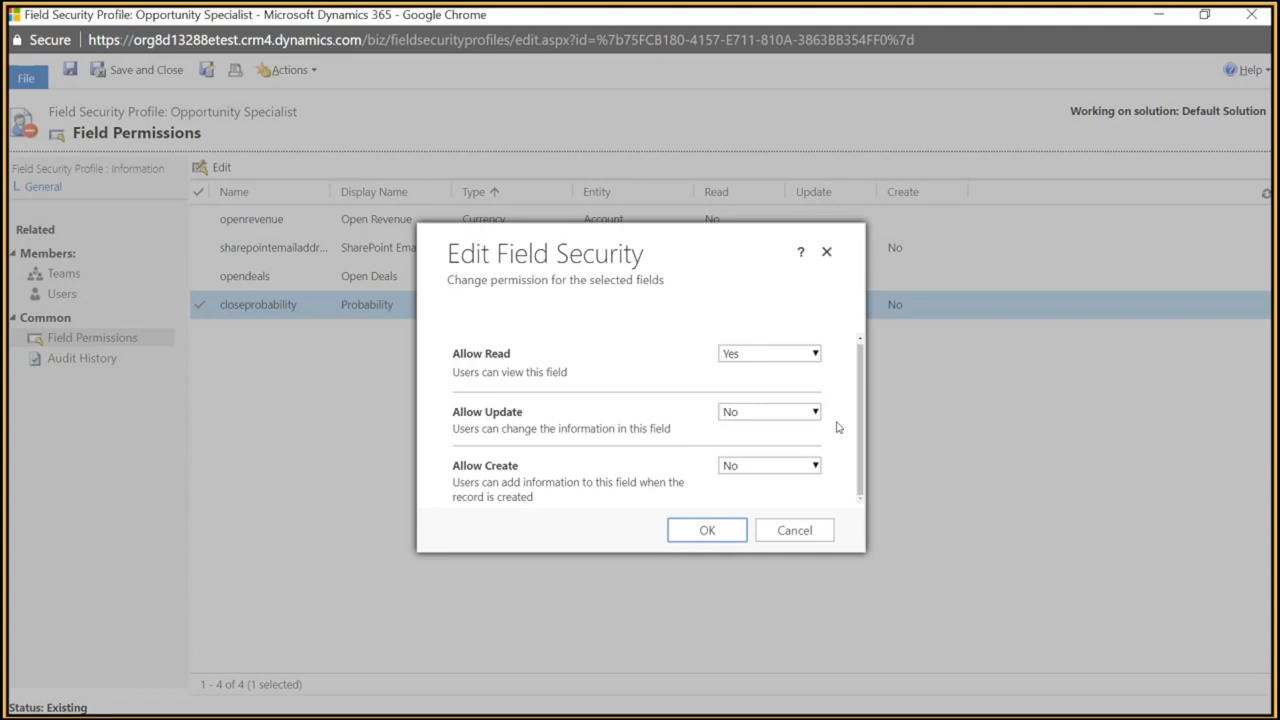 Field Security Profile: Opportunity Specialist - Microsoft Dynamics 365 - Google Chrome
Secure | https://org8d13288etest.crm4.dynamics.com/biz/fieldsecurityprofiles/edit.aspx?id=%7b75FCB180-4157-E711-810A-3863BB354FF0%7d
File Save and Close Actions Help
Field Security Profile: Opportunity Specialist
Field Permissions
Working on solution: Default Solution
Field Security Profile : Information
General
Related
Members:
Teams
Users
Common
Field Permissions
Audit History
Edit
Name Display Name Type Entity Read Update Create
openrevenue Open Revenue Currency Account No
sharepointemailaddr... SharePoint Ema No
opendeals Open Deals
closeprobability Probability No
Edit Field Security
? ×
Change permission for the selected fields
Allow Read Yes
Users can view this field
Allow Update No
Users can change the information in this field
Allow Create No
Users can add information to this field when the
record is created
OK Cancel
1 - 4 of 4 (1 selected)
Status: Existing